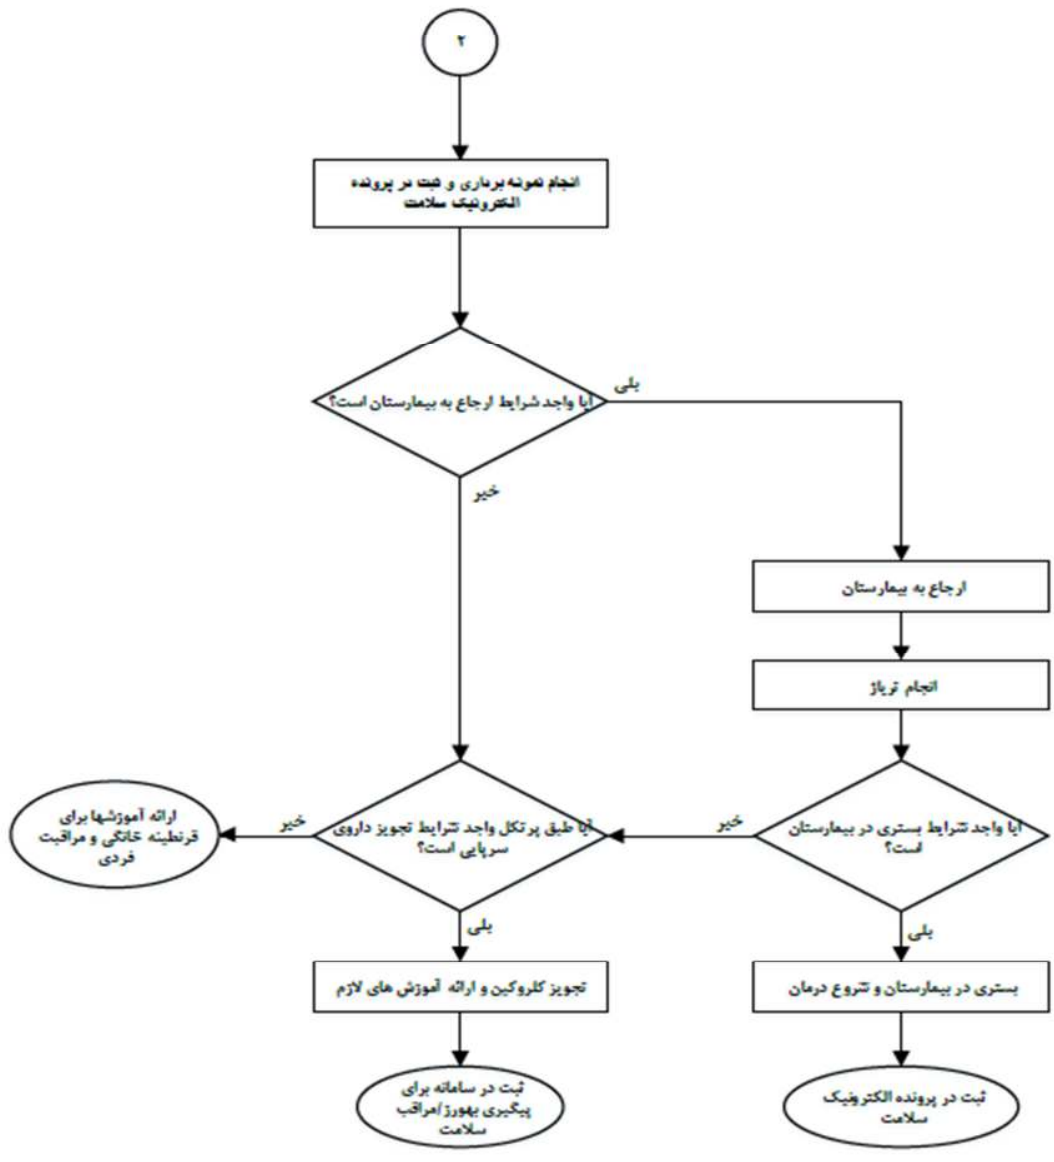 ۲
انجام نمونه برداری و ثبت در پرونده
الکترونیک سلامت
آیا واجد شرایط ارجاع به بیمارستان است؟
بلی
خیر
ارجاع به بیمارستان
انجام تریاژ
آیا واجد شرایط بستری در بیمارستان
است؟
خیر
آیا طبق پرتکل واجد شرایط تجویز داروی
سرپایی است؟
خیر
ارائه آموزشها برای
قرنطینه خانگی و مراقبت
فردی
بلی
بلی
بستری در بیمارستان و شروع درمان
تجویز کلروکین و ارائه آموزش های لازم
ثبت در پرونده الکترونیک
سلامت
ثبت در سامانه برای
پیگیری بهورز/مراقب
سلامت